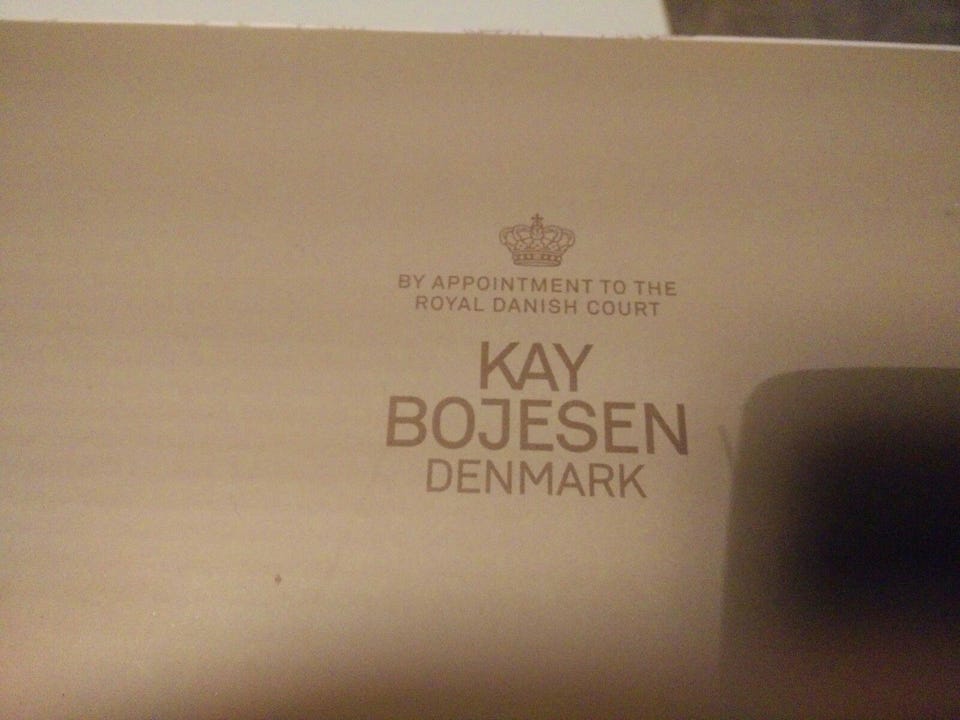 BY APPOINTMENT TO THE
ROYAL DANISH COURT
KAY
BOJESEN
DENMARK